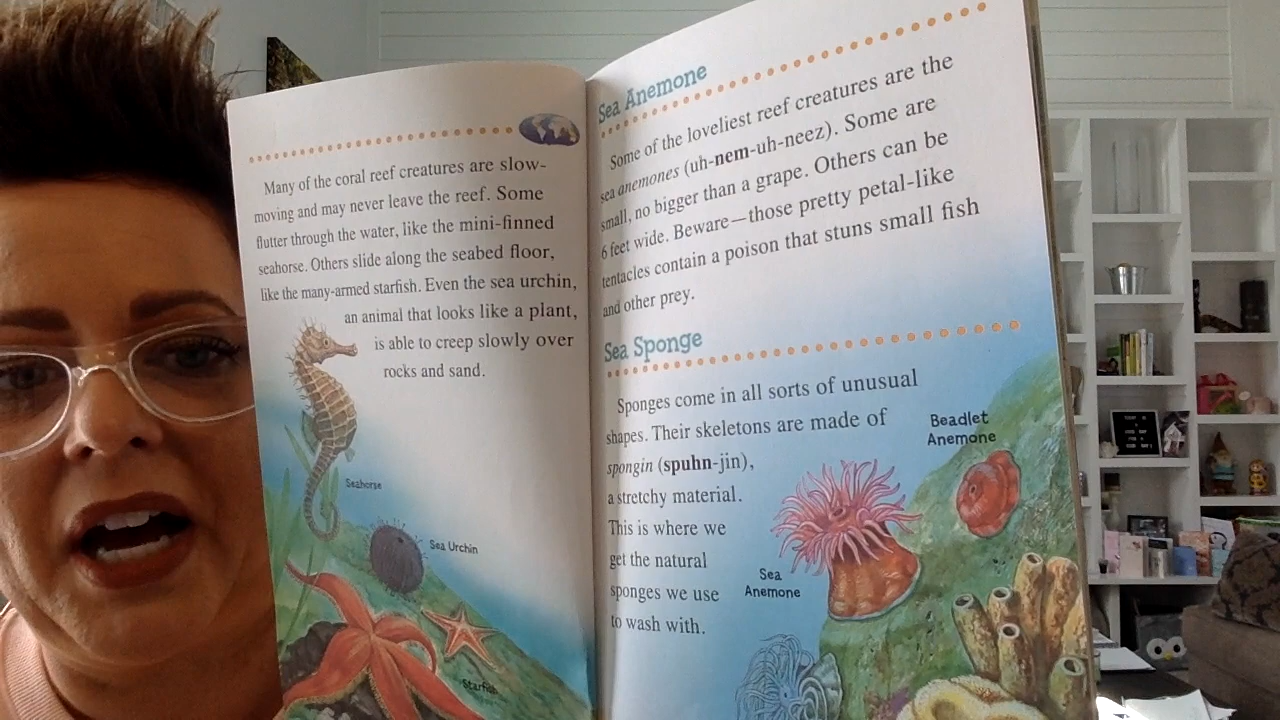 Many of the coral reef creatures are slow-
moving and may never leave the reef. Some
flutter through the water, like the mini-finned
seahorse. Others slide along the seabed floor,
like the many-armed starfish. Even the sea urchin,
an animal that looks like a plant,
is able to creep slowly over
rocks and sand.
Seahorse
Sea Urchin
Starfish
Sea Anemone
Some of the loveliest reef creatures are the
sea anemones (uh-nem-uh-neez). Some are
small, no bigger than a grape. Others can be
6 feet wide. Beware—those pretty petal-like
tentacles contain a poison that stuns small fish
and other prey.
Sea Sponge
Sponges come in all sorts of unusual
shapes. Their skeletons are made of
spongin (spuhn-jin),
a stretchy material.
This is where we
get the natural
sponges we use
to wash with.
Beadlet
Anemone
Sea
Anemone